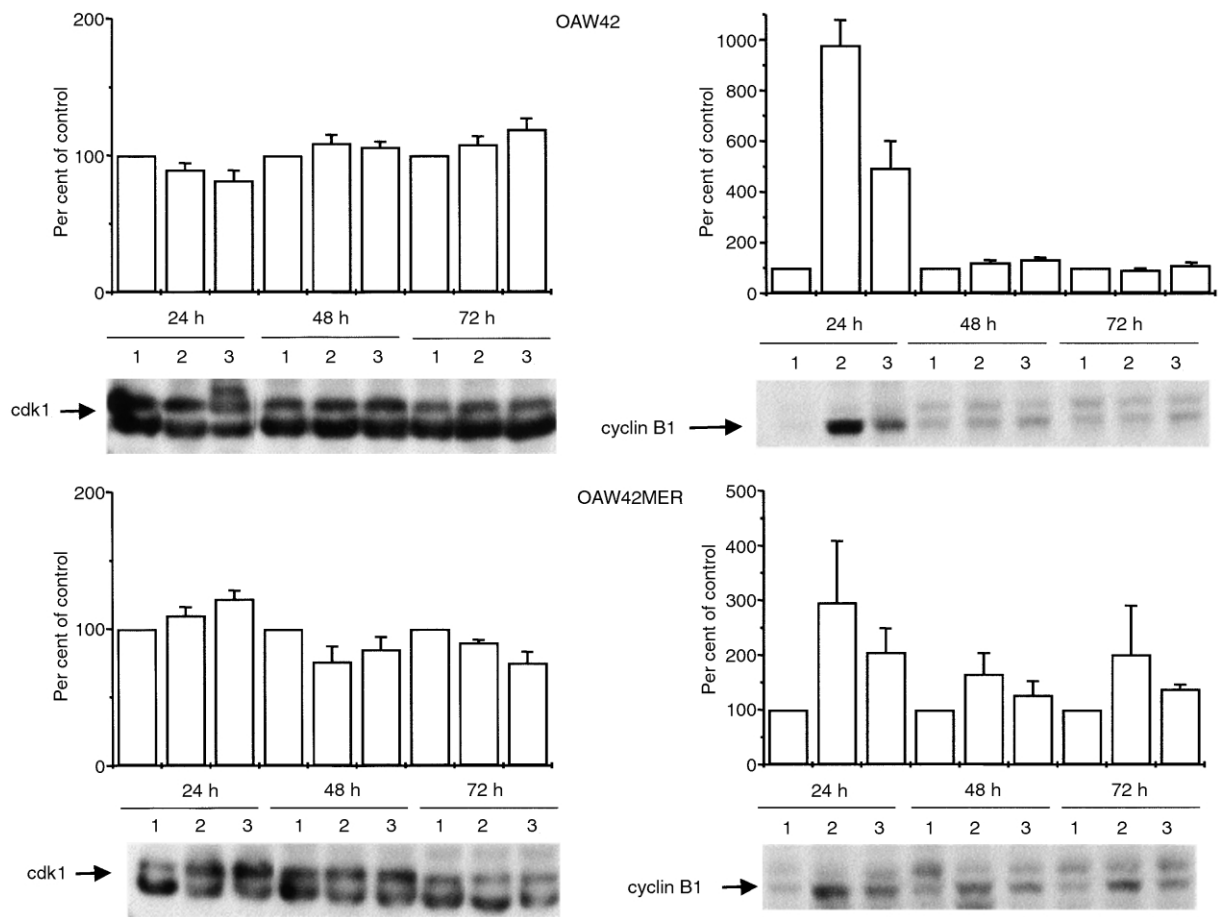 OAW42
Per cent of control
200
100
0
24 h 48 h 72 h
1 2 3 1 2 3 1 2 3
cdk1
Per cent of control
1000
800
600
400
200
100
0
24 h 48 h 72 h
1 2 3 1 2 3 1 2 3
cyclin B1
OAW42MER
Per cent of control
200
100
0
24 h 48 h 72 h
1 2 3 1 2 3 1 2 3
cdk1
Per cent of control
500
400
300
200
100
0
24 h 48 h 72 h
1 2 3 1 2 3 1 2 3
cyclin B1